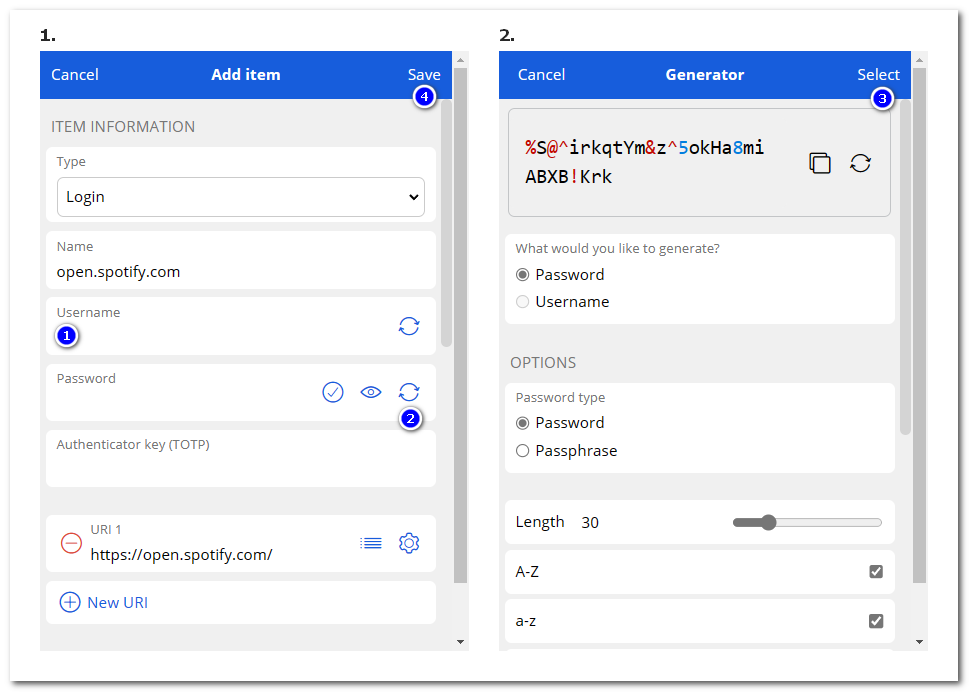 1.
Cancel Add item Save
4
ITEM INFORMATION
Type
Login
Name
open.spotify.com
Username
1
Password
2
Authenticator key (TOTP)
URI 1
https://open.spotify.com/
New URI
2.
Cancel Generator Select
3
%S@^irkqtYm&z^5okHa8mi
ABXB!Krk
What would you like to generate?
Password
Username
OPTIONS
Password type
Password
Passphrase
Length 30
A-Z
a-z